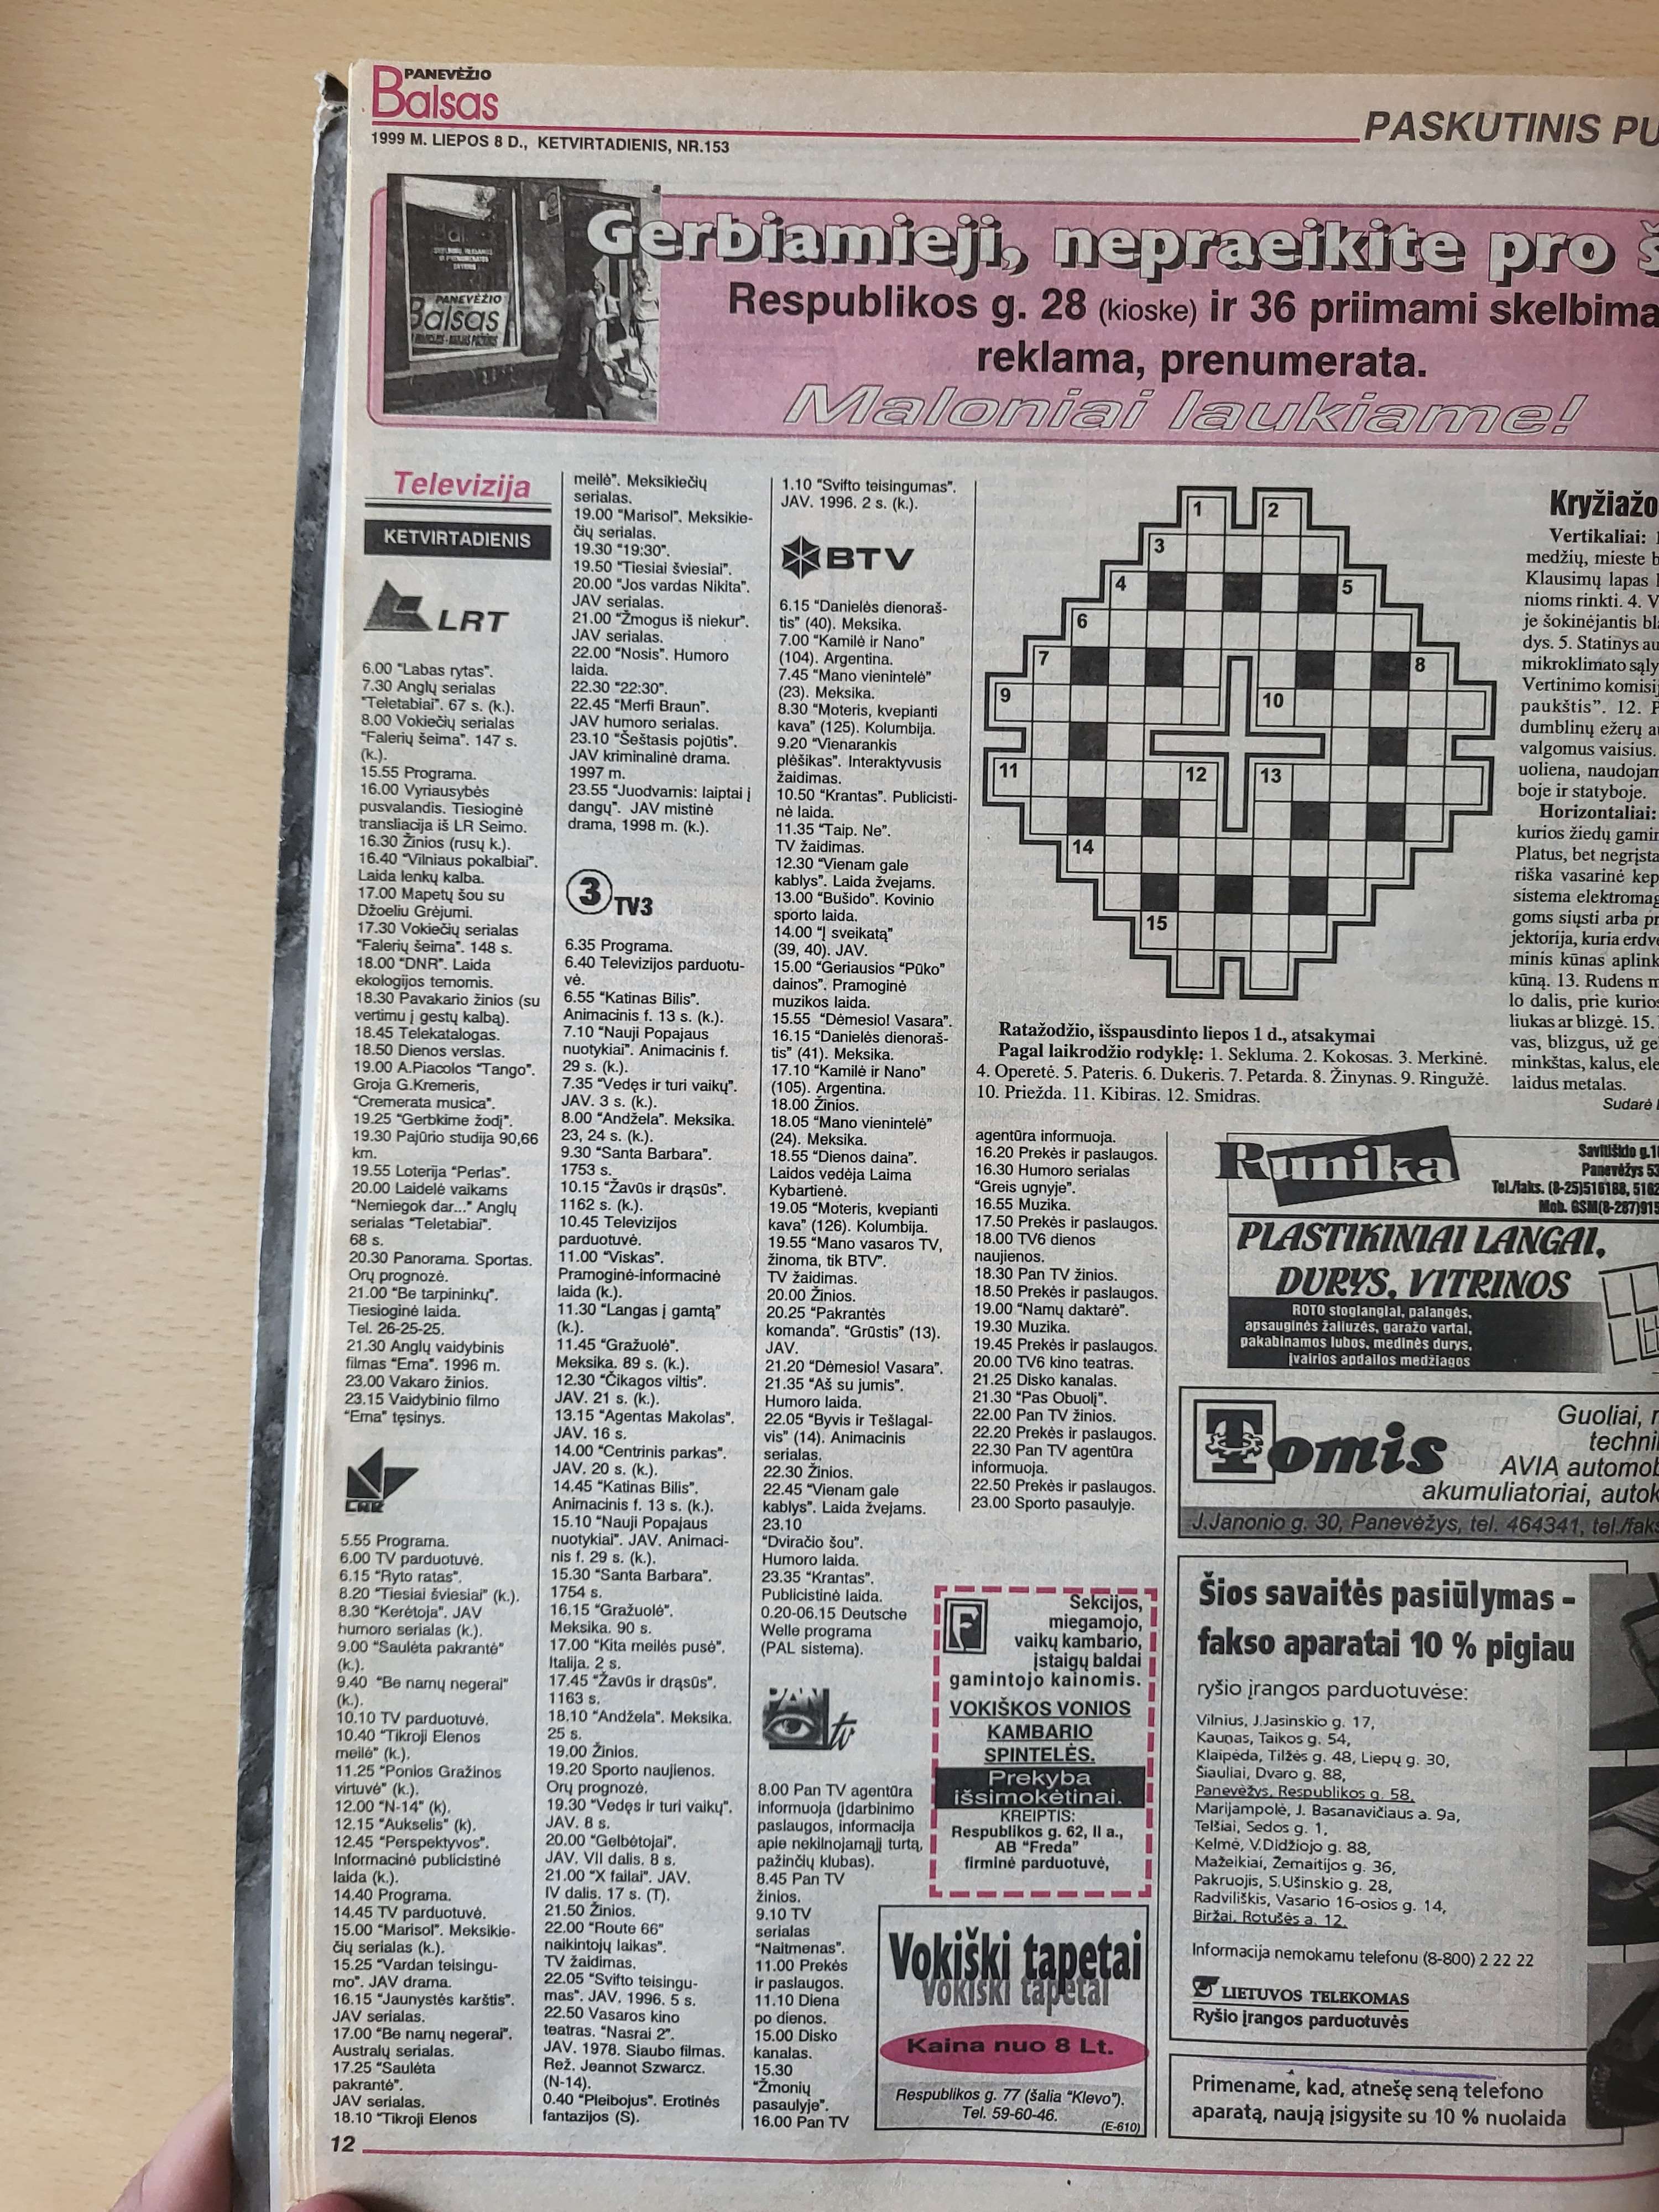 PANEVĖŽIO
Balsas
1999 M. LIEPOS 8 D., KETVIRTADIENIS, NR.153
PASKUTINIS
PANEVĖŽIO
Balsas
Gerbiamieji, nepraeikite pro
Respublikos g. 28 (kioske) ir 36 priimami
reklama, prenumerata.
Maloniai laukiame!
Televizija
KETVIRTADIENIS
LRT
6.00 “Labas rytas”.
7.30 Anglų serialas
“Teletabiai”. 67 s. (k.).
8.00 Vokiečių serialas
“Falerių šeima”. 147 s.
(k.).
15.55 Programa.
16.00 Vyriausybės
pusvalandis. Tiesioginė
transliacija iš LR Seimo.
16.30 Žinios (rusų k.).
16.40 “Vilniaus pokalbiai”.
Laida lenkų kalba.
17.00 Mapetų šou su
Džoeliu Grėjumi.
17.30 Vokiečių serialas
“Falerių šeima”. 148 s.
18.00 “DNR”. Laida
ekologijos temomis.
18.30 Pavakario žinios (su
vertimu į gestų kalbą).
18.45 Telekatalogas.
18.50 Dienos verslas.
19.00 A.Piacolos “Tango”.
Groja G.Kremeris,
“Cremerata musica”.
19.25 “Gerbkime žodį”.
19.30 Pajūrio studija 90,66
km.
19.55 Loterija “Perlas”.
20.00 Laidelė vaikams
“Nemiegok dar...” Anglų
serialas “Teletabiai”.
68 s.
20.30 Panorama. Sportas.
Orų prognozė.
21.00 “Be tarpininkų”.
Tiesioginė laida.
Tel. 26-25-25.
21.30 Anglų vaidybinis
filmas “Ema”. 1996 m.
23.00 Vakaro žinios.
23.15 Vaidybinio filmo
“Ema” tęsinys.
LNK
5.55 Programa.
6.00 TV parduotuvė.
6.15 “Ryto ratas”.
8.20 “Tiesiai šviesiai” (k.).
8.30 “Kerėtoja”. JAV
humoro serialas (k.).
9.00 “Saulėta pakrantė”
(k.).
9.40 “Be namų negerai”
(k.).
10.10 TV parduotuvė.
10.40 “Tikroji Elenos
meilė” (k.).
11.25 “Ponios Gražinos
virtuvė” (k.).
12.00 “N-14” (k).
12.15 “Aukselis” (k).
12.45 “Perspektyvos”.
Informacinė publicistinė
laida (k.).
14.40 Programa.
14.45 TV parduotuvė.
15.00 “Marisol”. Meksikie-
čių serialas (k.).
15.25 “Vardan teisingu-
mo”. JAV drama.
16.15 “Jaunystės karštis”.
JAV serialas.
17.00 “Be namų negerai”.
Australų serialas.
17.25 “Saulėta
pakrantė”.
JAV serialas.
18.10 “Tikroji Elenos
meilė”. Meksikiečių
serialas.
19.00 “Marisol”. Meksikie-
čių serialas.
19.30 “19:30”.
19.50 “Tiesiai šviesiai”.
20.00 “Jos vardas Nikita”.
JAV serialas.
21.00 “Žmogus iš niekur”.
JAV serialas.
22.00 “Nosis”. Humoro
laida.
22.30 “22:30”.
22.45 “Merfi Braun”.
JAV humoro serialas.
23.10 “Šeštasis pojūtis”.
JAV kriminalinė drama.
1997 m.
23.55 “Juodvarnis: laiptai į
dangų”. JAV mistinė
drama, 1998 m. (k.).
3 TV3
6.35 Programa.
6.40 Televizijos parduotu-
vė.
6.55 “Katinas Bilis”.
Animacinis f. 13 s. (k.).
7.10 “Nauji Popajaus
nuotykiai”. Animacinis f.
29 s. (k.).
7.35 “Vedęs ir turi vaikų”.
JAV. 3 s. (k.).
8.00 “Andžela”. Meksika.
23, 24 s. (k.).
9.30 “Santa Barbara”.
1753 s.
10.15 “Žavūs ir drąsūs”.
1162 s. (k.).
10.45 Televizijos
parduotuvė.
11.00 “Viskas”.
Pramoginė-informacinė
laida (k.).
11.30 “Langas į gamtą”
(k.).
11.45 “Gražuolė”.
Meksika. 89 s. (k.).
12.30 “Čikagos viltis”.
JAV. 21 s. (k.).
13.15 “Agentas Makolas”.
JAV. 16 s.
14.00 “Centrinis parkas”.
JAV. 20 s. (k.).
14.45 “Katinas Bilis”.
Animacinis f. 13 s. (k.).
15.10 “Nauji Popajaus
nuotykiai”. JAV. Animaci-
nis f. 29 s. (k.).
15.30 “Santa Barbara”.
1754 s.
16.15 “Gražuolė”.
Meksika. 90 s.
17.00 “Kita meilės pusė”.
Italija. 2 s.
17.45 “Žavūs ir drąsūs”.
1163 s.
18.10 “Andžela”. Meksika.
25 s.
19.00 Žinios.
19.20 Sporto naujienos.
Orų prognozė.
19.30 “Vedęs ir turi vaikų”.
JAV. 8 s.
20.00 “Gelbėtojai”.
JAV. VII dalis. 8 s.
21.00 “X failai”. JAV.
IV dalis. 17 s. (T).
21.50 Žinios.
22.00 “Route 66”
naikintojų laikas”.
TV žaidimas.
22.05 “Svifto teisingu-
mas”. JAV. 1996. 5 s.
22.50 Vasaros kino
teatras. “Nasrai 2”.
JAV. 1978. Siaubo filmas.
Rež. Jeannot Szwarcz.
(N-14).
0.40 “Pleibojus”. Erotinės
fantazijos (S).
1.10 “Svifto teisingumas”.
JAV. 1996. 2 s. (k.).
BTV
6.15 “Danielės dienoraš-
tis” (40). Meksika.
7.00 “Kamilė ir Nano”
(104). Argentina.
7.45 “Mano vienintelė”
(23). Meksika.
8.30 “Moteris, kvepianti
kava” (125). Kolumbija.
9.20 “Vienarankis
plėšikas”. Interaktyvusis
žaidimas.
10.50 “Krantas”. Publicisti-
nė laida.
11.35 “Taip. Ne”.
TV žaidimas.
12.30 “Vienam gale
kablys”. Laida žvejams.
13.00 “Bušido”. Kovinio
sporto laida.
14.00 “Į sveikatą”
(39, 40). JAV.
15.00 “Geriausios “Pūko”
dainos”. Pramoginė
muzikos laida.
15.55 “Dėmesio! Vasara”.
16.15 “Danielės dienoraš-
tis” (41). Meksika.
17.10 “Kamilė ir Nano”
(105). Argentina.
18.00 Žinios.
18.05 “Mano vienintelė”
(24). Meksika.
18.55 “Dienos daina”.
Laidos vedėja Laima
Kybartienė.
19.05 “Moteris, kvepianti
kava” (126). Kolumbija.
19.55 “Mano vasaros TV,
žinoma, tik BTV”.
TV žaidimas.
20.00 Žinios.
20.25 “Pakrantės
komanda”. “Grūstis” (13).
JAV.
21.20 “Dėmesio! Vasara”.
21.35 “Aš su jumis”.
Humoro laida.
22.05 “Byvis ir Tešlagal-
vis” (14). Animacinis
serialas.
22.30 Žinios.
22.45 “Vienam gale
kablys”. Laida žvejams.
23.10
“Dviračio šou”.
Humoro laida.
23.35 “Krantas”.
Publicistinė laida.
0.20-06.15 Deutsche
Welle programa
(PAL sistema).
PAN tv
8.00 Pan TV agentūra
informuoja (įdarbinimo
paslaugos, informacija
apie nekilnojamąjį turtą,
pažinčių klubas).
8.45 Pan TV
žinios.
9.10 TV
serialas
“Naitmenas”.
11.00 Prekės
ir paslaugos.
11.10 Diena
po dienos.
15.00 Disko
kanalas.
15.30
“Žmonių
pasaulyje”.
16.00 Pan TV
agentūra informuoja.
16.20 Prekės ir paslaugos.
16.30 Humoro serialas
“Greis ugnyje”.
16.55 Muzika.
17.50 Prekės ir paslaugos.
18.00 TV6 dienos
naujienos.
18.30 Pan TV žinios.
18.50 Prekės ir paslaugos.
19.00 “Namų daktarė”.
19.30 Muzika.
19.45 Prekės ir paslaugos.
20.00 TV6 kino teatras.
21.25 Disko kanalas.
21.30 “Pas Obuolį”.
22.00 Pan TV žinios.
22.20 Prekės ir paslaugos.
22.30 Pan TV agentūra
informuoja.
22.50 Prekės ir paslaugos.
23.00 Sporto pasaulyje.
1 2
3
4 5
6
7 8
9 10
11 12 13
14
15
Ratažodžio, išspausdinto liepos 1 d., atsakymai
Pagal laikrodžio rodyklę: 1. Sekluma. 2. Kokosas. 3. Merkinė.
4. Operetė. 5. Pateris. 6. Dukeris. 7. Petarda. 8. Žinynas. 9. Ringužė.
10. Priežda. 11. Kibiras. 12. Smidras.
Vertikaliai:
medžių, mieste
Klausimų lapas
nioms rinkti. 4.
je šokinėjantis
dys. 5. Statinys
mikroklimato
Vertinimo
paukštis”. 12.
dumblinų ežerų
valgomus vaisius.
uoliena,
boje ir statyboje.
Horizontaliai:
kurios žiedų
Platus, bet
riška vasarinė
sistema
goms siųsti arba
jektorija, kuria
minis kūnas
kūną. 13. Rudens
lo dalis, prie
liukas ar blizgė. 15.
vas, blizgus, už
minkštas, kalus,
laidus metalas.
Sudarė
Rumika
Savitiškio
Panevėžys
Tel./faks. (8-25)516188,
Mob. GSM(8-287)
PLASTIKINIAI LANGAI,
DURYS, VITRINOS
ROTO stoglangiai, palangės,
apsauginės žaliuzės, garažo vartai,
pakabinamos lubos, medinės durys,
įvairios apdailos medžiagos
Tomis
Guoliai,
AVIA
akumuliatoriai,
J.Janonio g. 30, Panevėžys, tel. 464341,
F
Sekcijos,
miegamojo,
vaikų kambario,
įstaigų baldai
gamintojo kainomis.
VOKIŠKOS VONIOS
KAMBARIO
SPINTELĖS.
Prekyba
išsimokėtinai.
KREIPTIS:
Respublikos g. 62, II a.,
AB “Freda”
firminė parduotuvė,
Vokiški tapetai
Vokiški tapetai
Kaina nuo 8 Lt.
Respublikos g. 77 (šalia “Klevo”).
Tel. 59-60-46.
(E-610)
Šios savaitės pasiūlymas -
fakso aparatai 10 % pigiau
ryšio įrangos parduotuvėse:
Vilnius, J.Jasinskio g. 17,
Kaunas, Taikos g. 54,
Klaipėda, Tilžės g. 48, Liepų g. 30,
Šiauliai, Dvaro g. 88,
Panevėžys, Respublikos g. 58,
Marijampolė, J. Basanavičiaus a. 9a,
Telšiai, Sedos g. 1,
Kelmė, V.Didžiojo g. 88,
Mažeikiai, Žemaitijos g. 36,
Pakruojis, S.Ušinskio g. 28,
Radviliškis, Vasario 16-osios g. 14,
Biržai, Rotušės a. 12.
Informacija nemokamu telefonu (8-800) 2 22 22
LIETUVOS TELEKOMAS
Ryšio įrangos parduotuvės
Primename, kad, atnešę seną telefono
aparatą, naują įsigysite su 10 % nuolaida
12